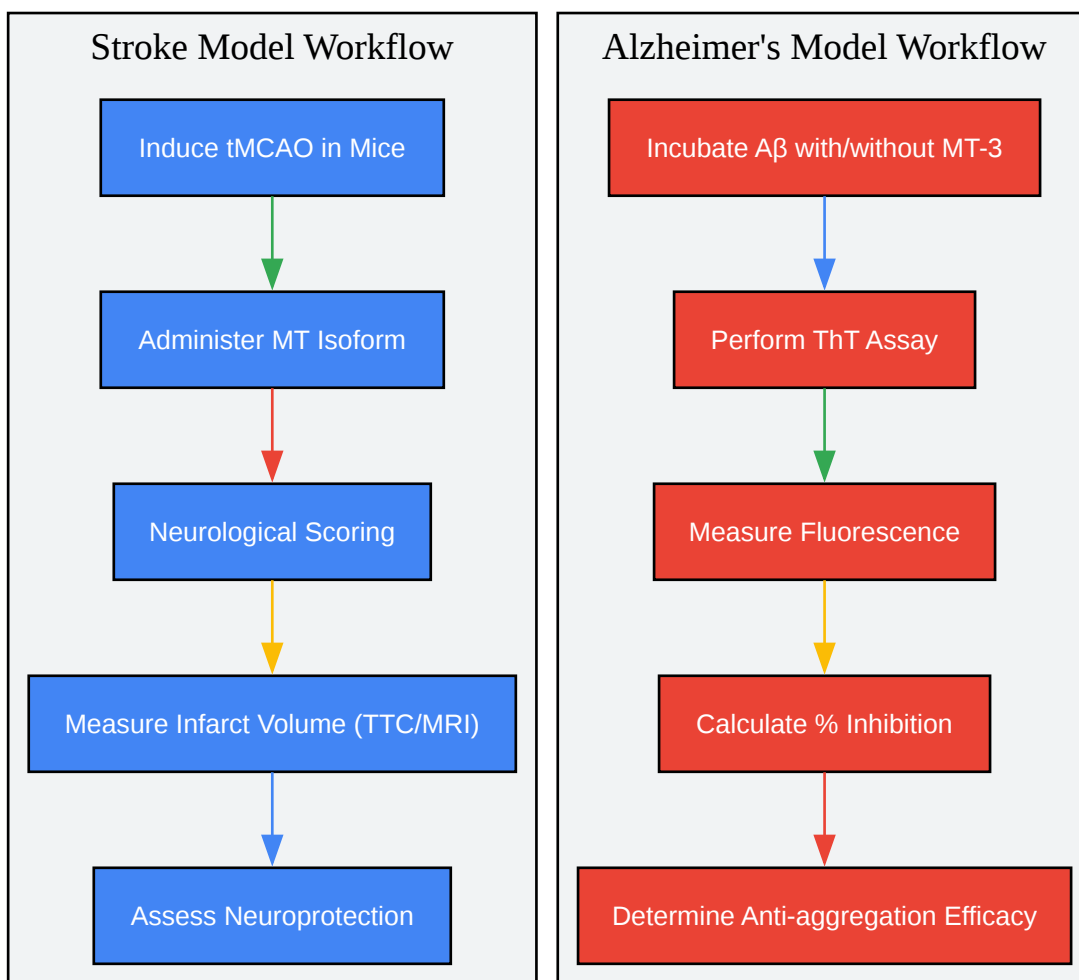 Stroke Model Workflow
Induce tMCAO in Mice
Administer MT Isoform
Neurological Scoring
Measure Infarct Volume (TTC/MRI)
Assess Neuroprotection
Alzheimer's Model Workflow
Incubate Aβ with/without MT-3
Perform ThT Assay
Measure Fluorescence
Calculate % Inhibition
Determine Anti-aggregation Efficacy